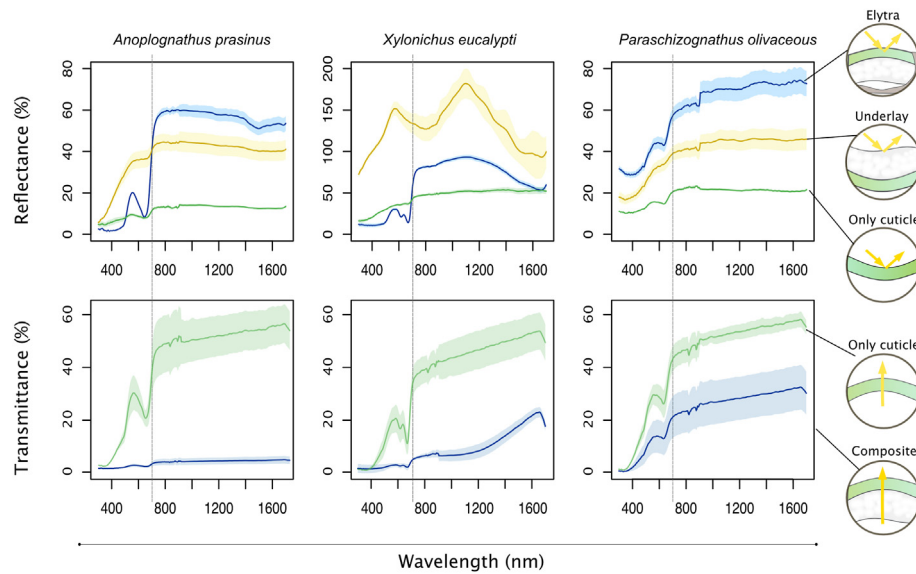 Anoplognathus prasinus
Xylonichus eucalypti
Paraschizognathus olivaceous
Elytra
Underlay
Only cuticle
Only cuticle
Composite
Reflectance (%)
0 20 40 60 80
400 800 1200 1600
0 50 100 150 200
400 800 1200 1600
0 20 40 60 80
400 800 1200 1600
Transmittance (%)
0 20 40 60
400 800 1200 1600
0 20 40 60
400 800 1200 1600
0 20 40 60
400 800 1200 1600
Wavelength (nm)